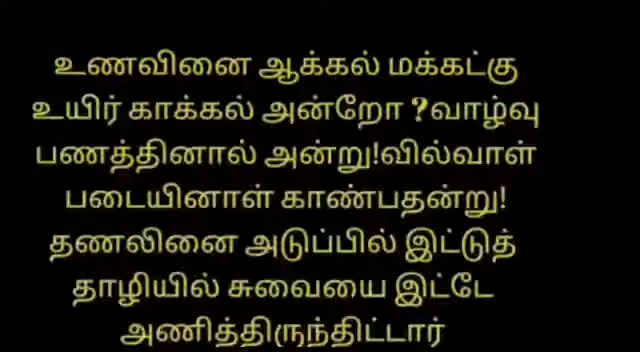 உணவினை ஆக்கல் மக்கட்கு
உயிர் காக்கல் அன்றோ ?வாழ்வு
பணத்தினால் அன்று!வில்வாள்
படையினாள் காண்பதன்று!
தணலினை அடுப்பில் இட்டுத்
தாழியில் சுவையை இட்டே
அணித்திருந்திட்டார்